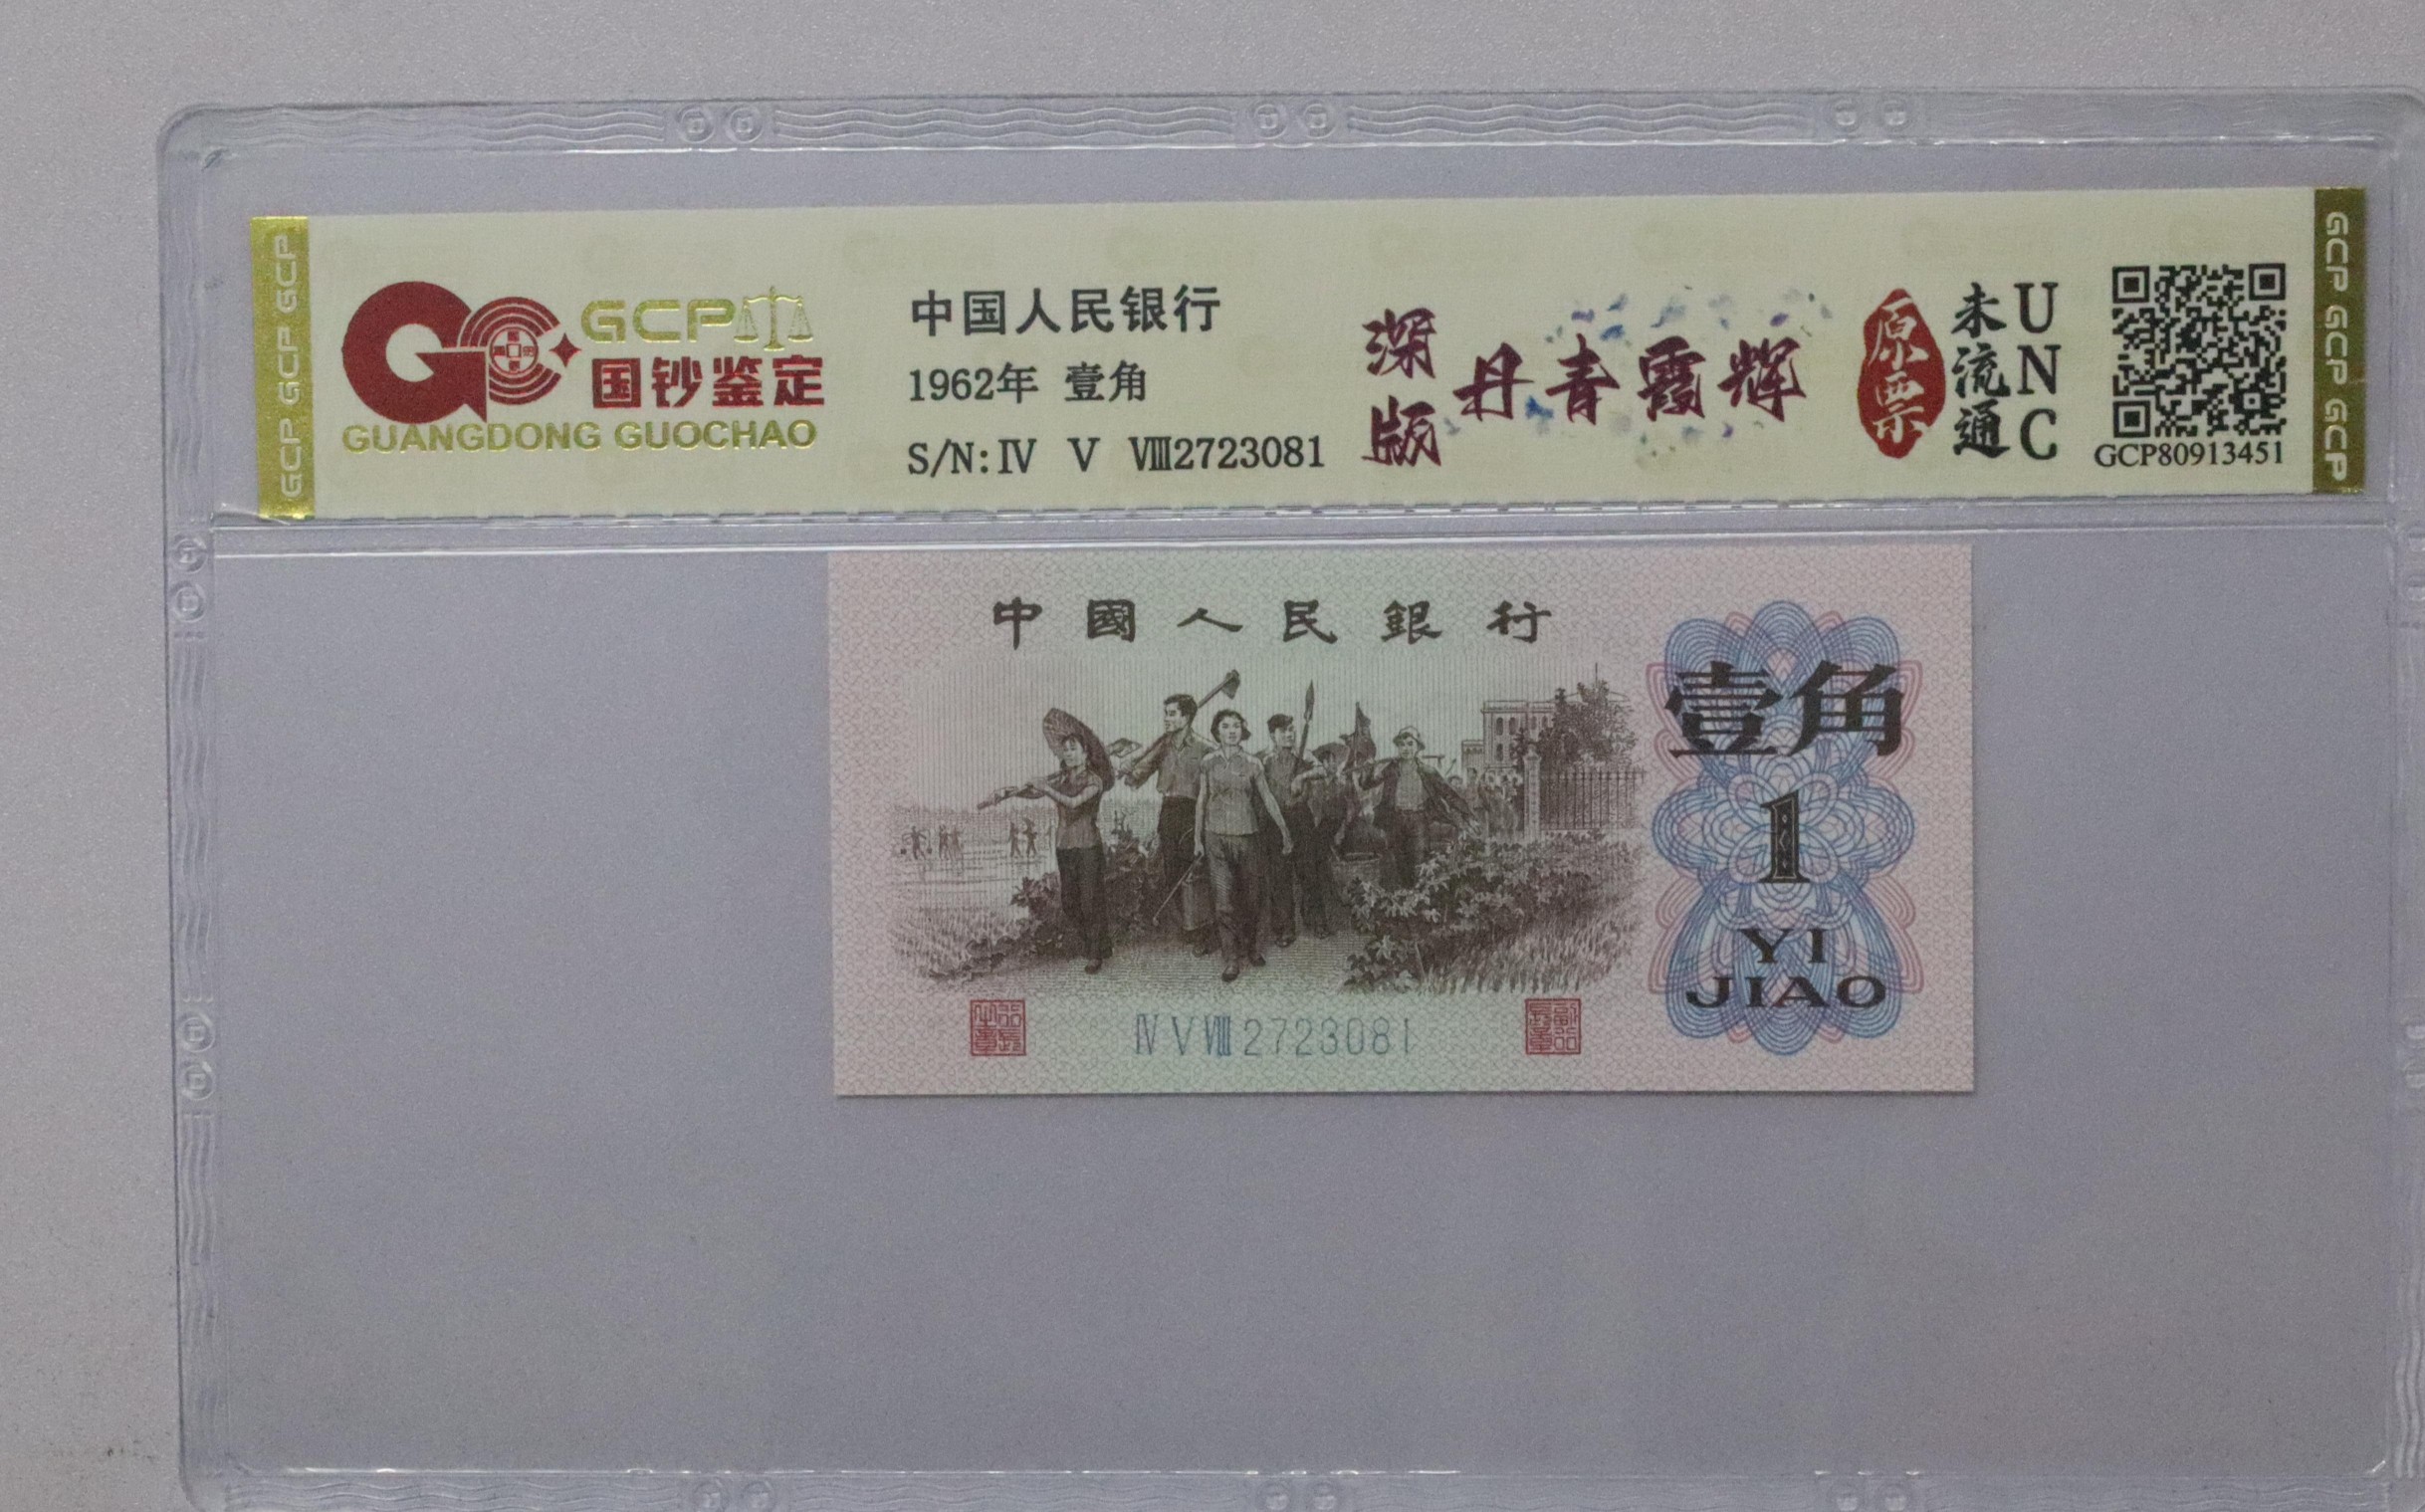 GCP GCP GCP
GCP
国钞鉴定
GUANGDONG GUOCHAO
中国人民银行
1962年 壹角
S/N: Ⅳ Ⅴ Ⅷ2723081
深版
丹青霞辉
原票
未流通
UNC
GCP80913451
GCP GCP GCP
中國人民銀行
壹角
1
YI
JIAO
ⅣⅤⅧ2723081